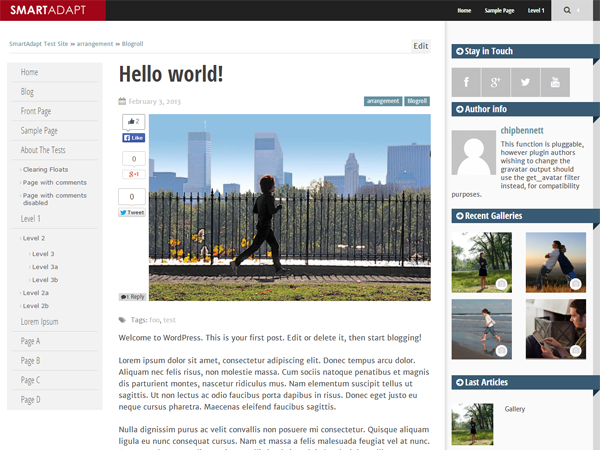 SMARTADAPT
Home Sample Page Level 1
SmartAdapt Test Site » arrangement » Blogroll
Edit
Home
Blog
Front Page
Sample Page
About The Tests
Clearing Floats
Page with comments
Page with comments
disabled
Level 1
Level 2
Level 3
Level 3a
Level 3b
Level 2a
Level 2b
Lorem Ipsum
Page A
Page B
Page C
Page D
Hello world!
February 3, 2013
arrangement Blogroll
2
Like
0
+1
0
Tweet
1 Reply
Tags: foo, test
Welcome to WordPress. This is your first post. Edit or delete it, then start blogging!
Lorem ipsum dolor sit amet, consectetur adipiscing elit. Donec tempus arcu dolor.
Aliquam nec felis risus, non molestie massa. Cum sociis natoque penatibus et magnis
dis parturient montes, nascetur ridiculus mus. Nam elementum suscipit tellus ut
sagittis. Ut non lectus ac odio faucibus porta dapibus in risus. Donec eget justo eu
neque cursus pharetra. Maecenas eleifend faucibus sagittis.
Nulla dignissim purus ac velit convallis non posuere mi consectetur. Quisque aliquam
ligula eu nunc consequat cursus. Nam et massa a felis malesuada feugiat vel at nunc.
Stay in Touch
Author info
chipbennett
This function is pluggable,
however plugin authors
wishing to change the
gravatar output should
use the get_avatar filter
instead, for compatibility
purposes.
Recent Galleries
Last Articles
Gallery